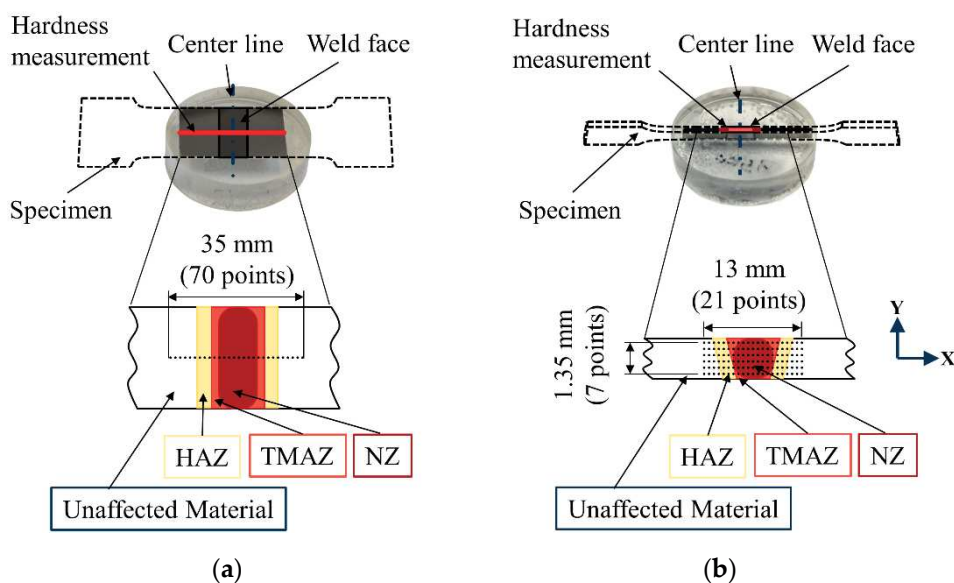 Hardness
measurement
Center line
Weld face
Specimen
35 mm
(70 points)
HAZ
TMAZ
NZ
Unaffected Material
(a)
Hardness
measurement
Center line
Weld face
Specimen
13 mm
(21 points)
1.35 mm
(7 points)
Y
X
HAZ
TMAZ
NZ
Unaffected Material
(b)